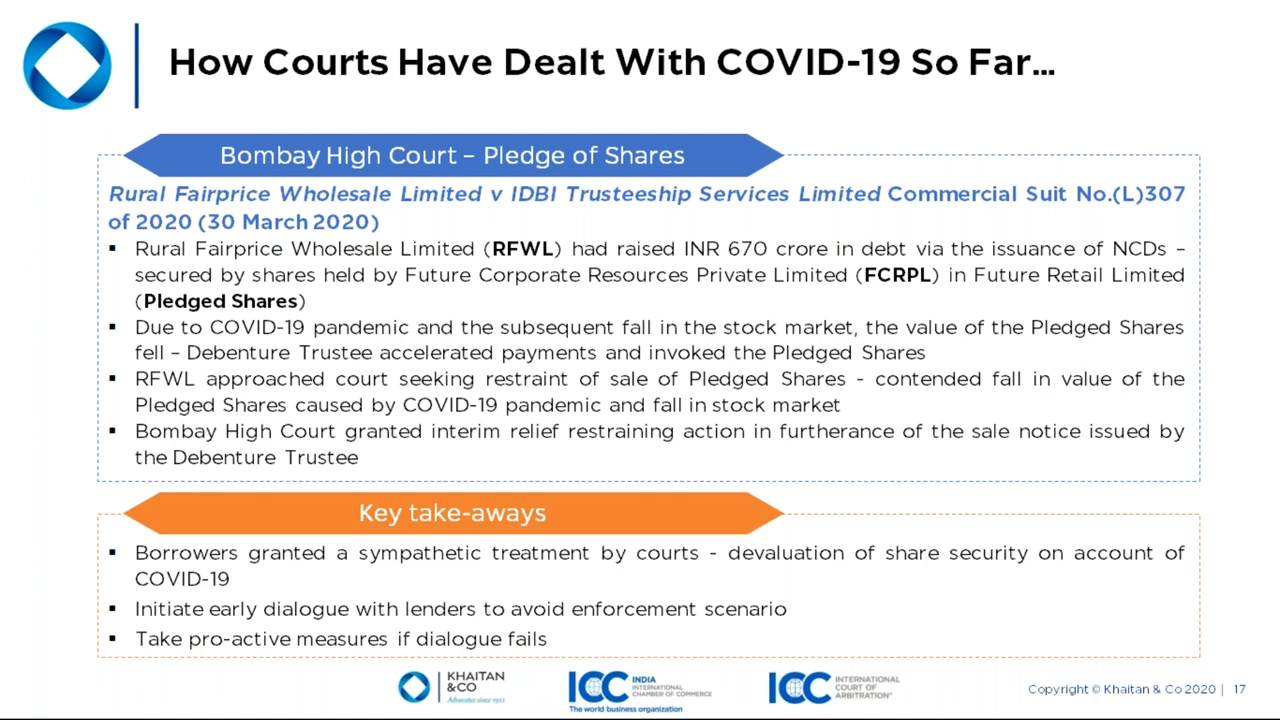 How Courts Have Dealt With COVID-19 So Far...
Bombay High Court – Pledge of Shares
Rural Fairprice Wholesale Limited v IDBI Trusteeship Services Limited Commercial Suit No.(L)307
of 2020 (30 March 2020)
▪ Rural Fairprice Wholesale Limited (RFWL) had raised INR 670 crore in debt via the issuance of NCDs –
secured by shares held by Future Corporate Resources Private Limited (FCRPL) in Future Retail Limited
(Pledged Shares)
▪ Due to COVID-19 pandemic and the subsequent fall in the stock market, the value of the Pledged Shares
fell – Debenture Trustee accelerated payments and invoked the Pledged Shares
▪ RFWL approached court seeking restraint of sale of Pledged Shares - contended fall in value of the
Pledged Shares caused by COVID-19 pandemic and fall in stock market
▪ Bombay High Court granted interim relief restraining action in furtherance of the sale notice issued by
the Debenture Trustee
Key take-aways
▪ Borrowers granted a sympathetic treatment by courts - devaluation of share security on account of
COVID-19
▪ Initiate early dialogue with lenders to avoid enforcement scenario
▪ Take pro-active measures if dialogue fails
KHAITAN
&CO
Advocates since 1911
ICC INDIA
INTERNATIONAL
CHAMBER OF COMMERCE
The world business organization
ICC INTERNATIONAL
COURT OF
ARBITRATION®
Copyright © Khaitan & Co 2020 | 17